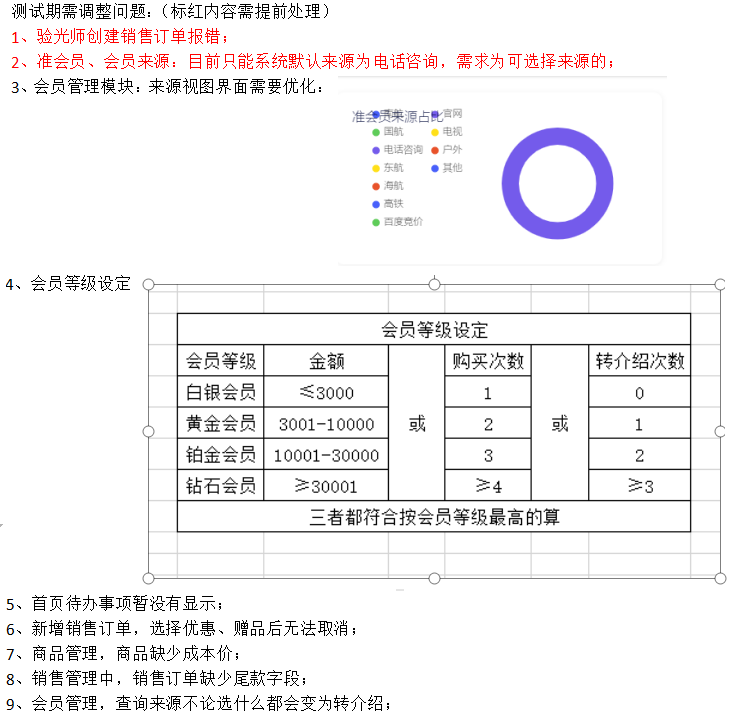 测试期需调整问题：（标红内容需提前处理）
1、验光师创建销售订单报错；
2、准会员、会员来源：目前只能系统默认来源为电话咨询，需求为可选择来源的；
3、会员管理模块：来源视图界面需要优化：
准会员来源占比
官网
国航
电视
电话咨询
户外
东航
其他
海航
高铁
百度竞价
4、会员等级设定
会员等级设定
会员等级 金额 购买次数 转介绍次数
白银会员 ≤3000 1 0
或 或
黄金会员 3001-10000 2 1
铂金会员 10001-30000 3 2
钻石会员 ≥30001 ≥4 ≥3
三者都符合按会员等级最高的算
5、首页待办事项暂没有显示；
6、新增销售订单，选择优惠、赠品后无法取消；
7、商品管理，商品缺少成本价；
8、销售管理中，销售订单缺少尾款字段；
9、会员管理，查询来源不论选什么都会变为转介绍；